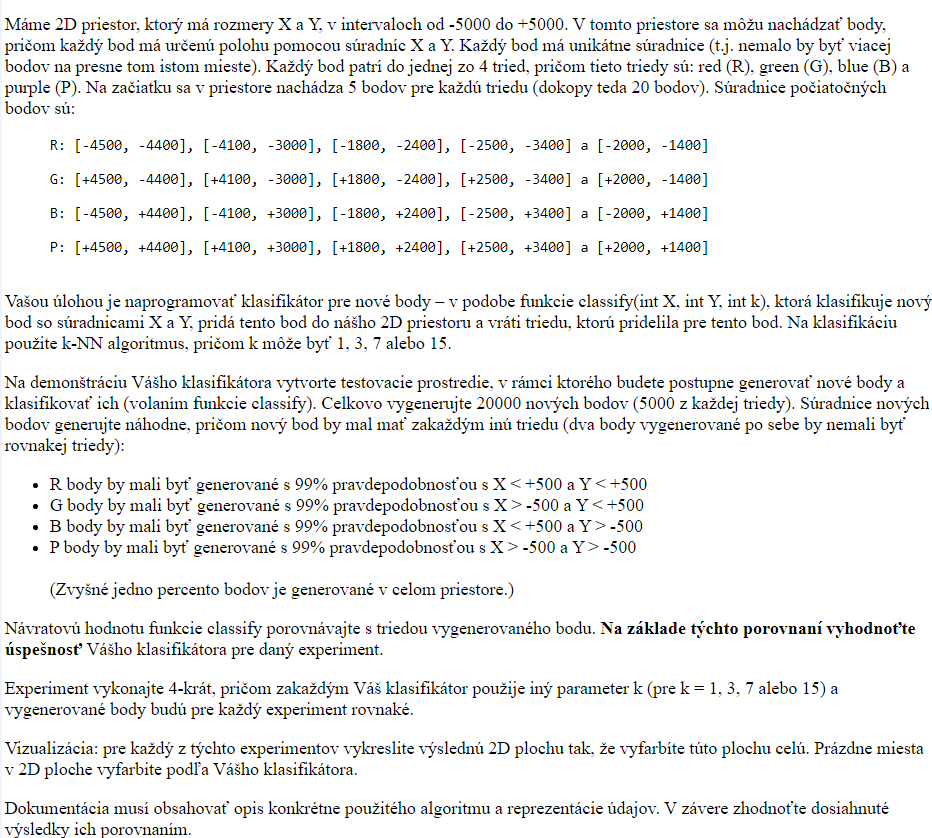 Máme 2D priestor, ktorý má rozmery X a Y, v intervaloch od -5000 do +5000. V tomto priestore sa môžu nachádzať body,
pričom každý bod má určenú polohu pomocou súradníc X a Y. Každý bod má unikátne súradnice (t.j. nemalo by byť viacej
bodov na presne tom istom mieste). Každý bod patrí do jednej zo 4 tried, pričom tieto triedy sú: red (R), green (G), blue (B) a
purple (P). Na začiatku sa v priestore nachádza 5 bodov pre každú triedu (dokopy teda 20 bodov). Súradnice počiatočných
bodov sú:
R: [-4500, -4400], [-4100, -3000], [-1800, -2400], [-2500, -3400] a [-2000, -1400]
G: [+4500, -4400], [+4100, -3000], [+1800, -2400], [+2500, -3400] a [+2000, -1400]
B: [-4500, +4400], [-4100, +3000], [-1800, +2400], [-2500, +3400] a [-2000, +1400]
P: [+4500, +4400], [+4100, +3000], [+1800, +2400], [+2500, +3400] a [+2000, +1400]
Vašou úlohou je naprogramovať klasifikátor pre nové body – v podobe funkcie classify(int X, int Y, int k), ktorá klasifikuje nový
bod so súradnicami X a Y, pridá tento bod do nášho 2D priestoru a vráti triedu, ktorú pridelila pre tento bod. Na klasifikáciu
použite k-NN algoritmus, pričom k môže byť 1, 3, 7 alebo 15.
Na demonštráciu Vášho klasifikátora vytvorte testovacie prostredie, v rámci ktorého budete postupne generovať nové body a
klasifikovať ich (volaním funkcie classify). Celkovo vygenerujte 20000 nových bodov (5000 z každej triedy). Súradnice nových
bodov generujte náhodne, pričom nový bod by mal mať zakaždým inú triedu (dva body vygenerované po sebe by nemali byť
rovnakej triedy):
• R body by mali byť generované s 99% pravdepodobnosťou s X < +500 a Y < +500
• G body by mali byť generované s 99% pravdepodobnosťou s X > -500 a Y < +500
• B body by mali byť generované s 99% pravdepodobnosťou s X < +500 a Y > -500
• P body by mali byť generované s 99% pravdepodobnosťou s X > -500 a Y > -500
(Zvyšné jedno percento bodov je generované v celom priestore.)
Návratovú hodnotu funkcie classify porovnávajte s triedou vygenerovaného bodu. Na základe týchto porovnaní vyhodnoťte
úspešnosť Vášho klasifikátora pre daný experiment.
Experiment vykonajte 4-krát, pričom zakaždým Váš klasifikátor použije iný parameter k (pre k = 1, 3, 7 alebo 15) a
vygenerované body budú pre každý experiment rovnaké.
Vizualizácia: pre každý z týchto experimentov vykreslite výslednú 2D plochu tak, že vyfarbíte túto plochu celú. Prázdne miesta
v 2D ploche vyfarbite podľa Vášho klasifikátora.
Dokumentácia musí obsahovať opis konkrétne použitého algoritmu a reprezentácie údajov. V závere zhodnoťte dosiahnuté
výsledky ich porovnaním.